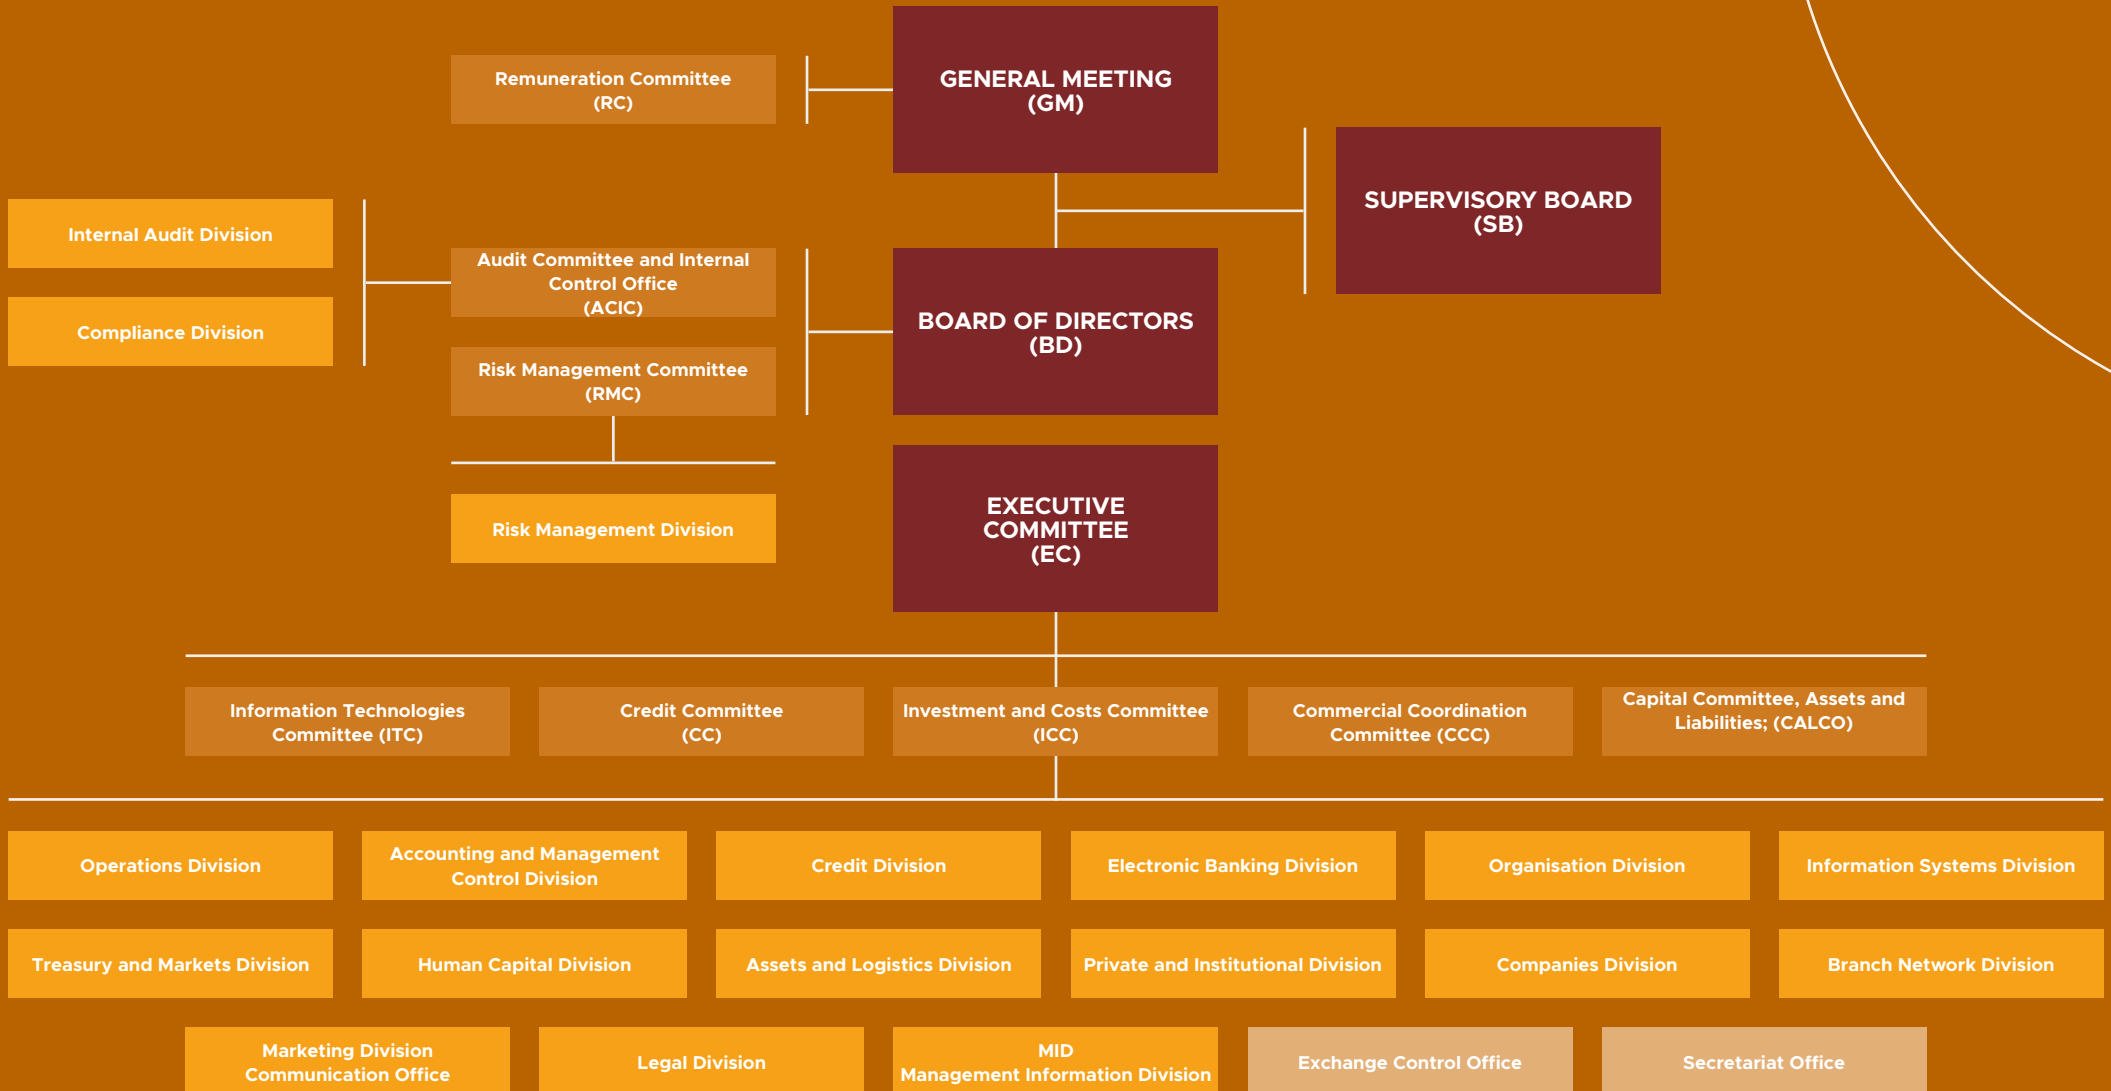 GENERAL MEETING
(GM)
Remuneration Committee
(RC)
SUPERVISORY BOARD
(SB)
Internal Audit Division
Compliance Division
Audit Committee and Internal
Control Office
(ACIC)
Risk Management Committee
(RMC)
BOARD OF DIRECTORS
(BD)
Risk Management Division
EXECUTIVE
COMMITTEE
(EC)
Information Technologies
Committee (ITC)
Credit Committee
(CC)
Investment and Costs Committee
(ICC)
Commercial Coordination
Committee (CCC)
Capital Committee, Assets and
Liabilities; (CALCO)
Operations Division
Accounting and Management
Control Division
Credit Division
Electronic Banking Division
Organisation Division
Information Systems Division
Treasury and Markets Division
Human Capital Division
Assets and Logistics Division
Private and Institutional Division
Companies Division
Branch Network Division
Marketing Division
Communication Office
Legal Division
MID
Management Information Division
Exchange Control Office
Secretariat Office